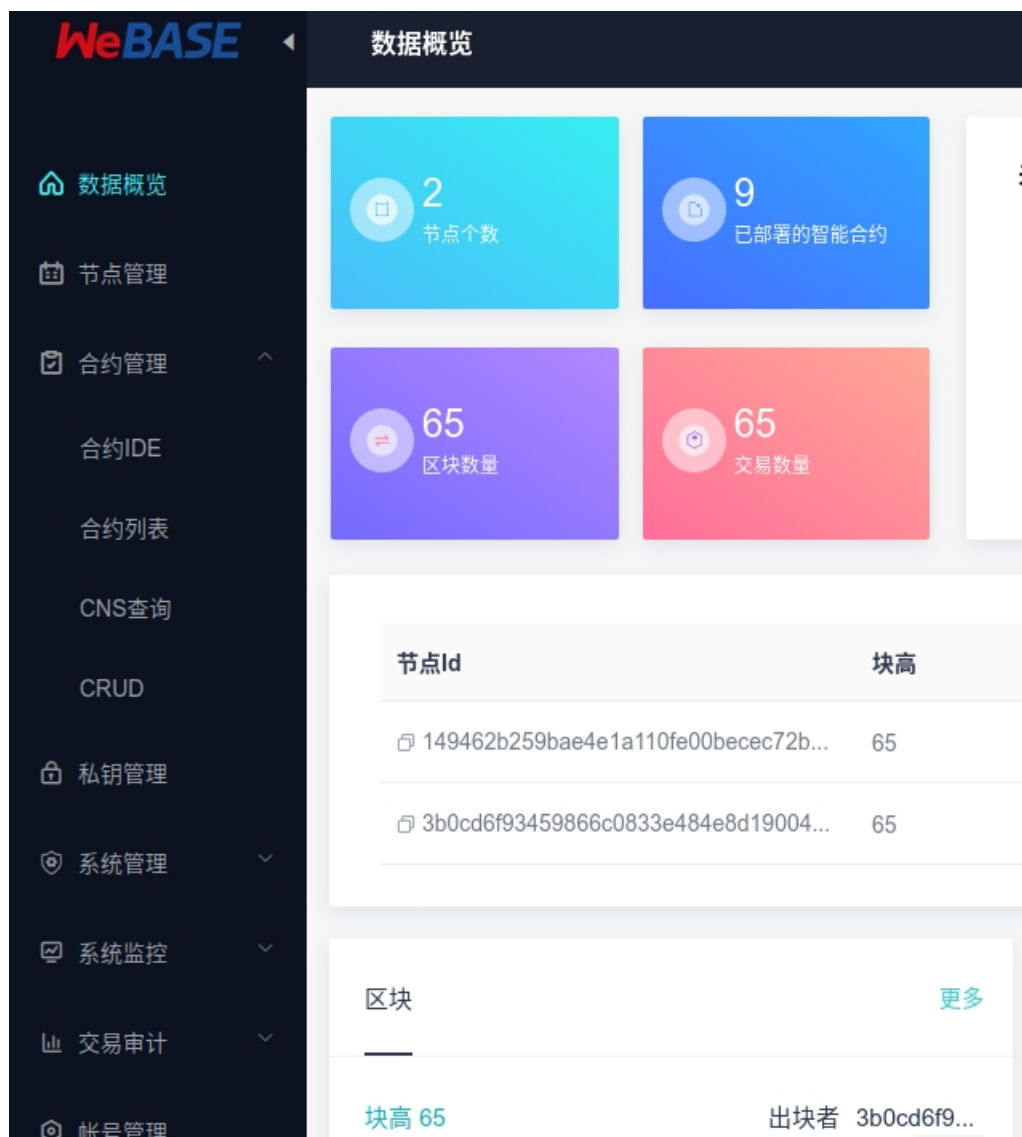 WeBASE
数据概览
数据概览
节点管理
合约管理
合约IDE
合约列表
CNS查询
CRUD
私钥管理
系统管理
系统监控
交易审计
帐号管理
2
节点个数
9
已部署的智能合约
65
区块数量
65
交易数量
节点Id 块高
149462b259bae4e1a110fe00becec72b... 65
3b0cd6f93459866c0833e484e8d19004... 65
区块 更多
块高 65 出块者 3b0cd6f9...